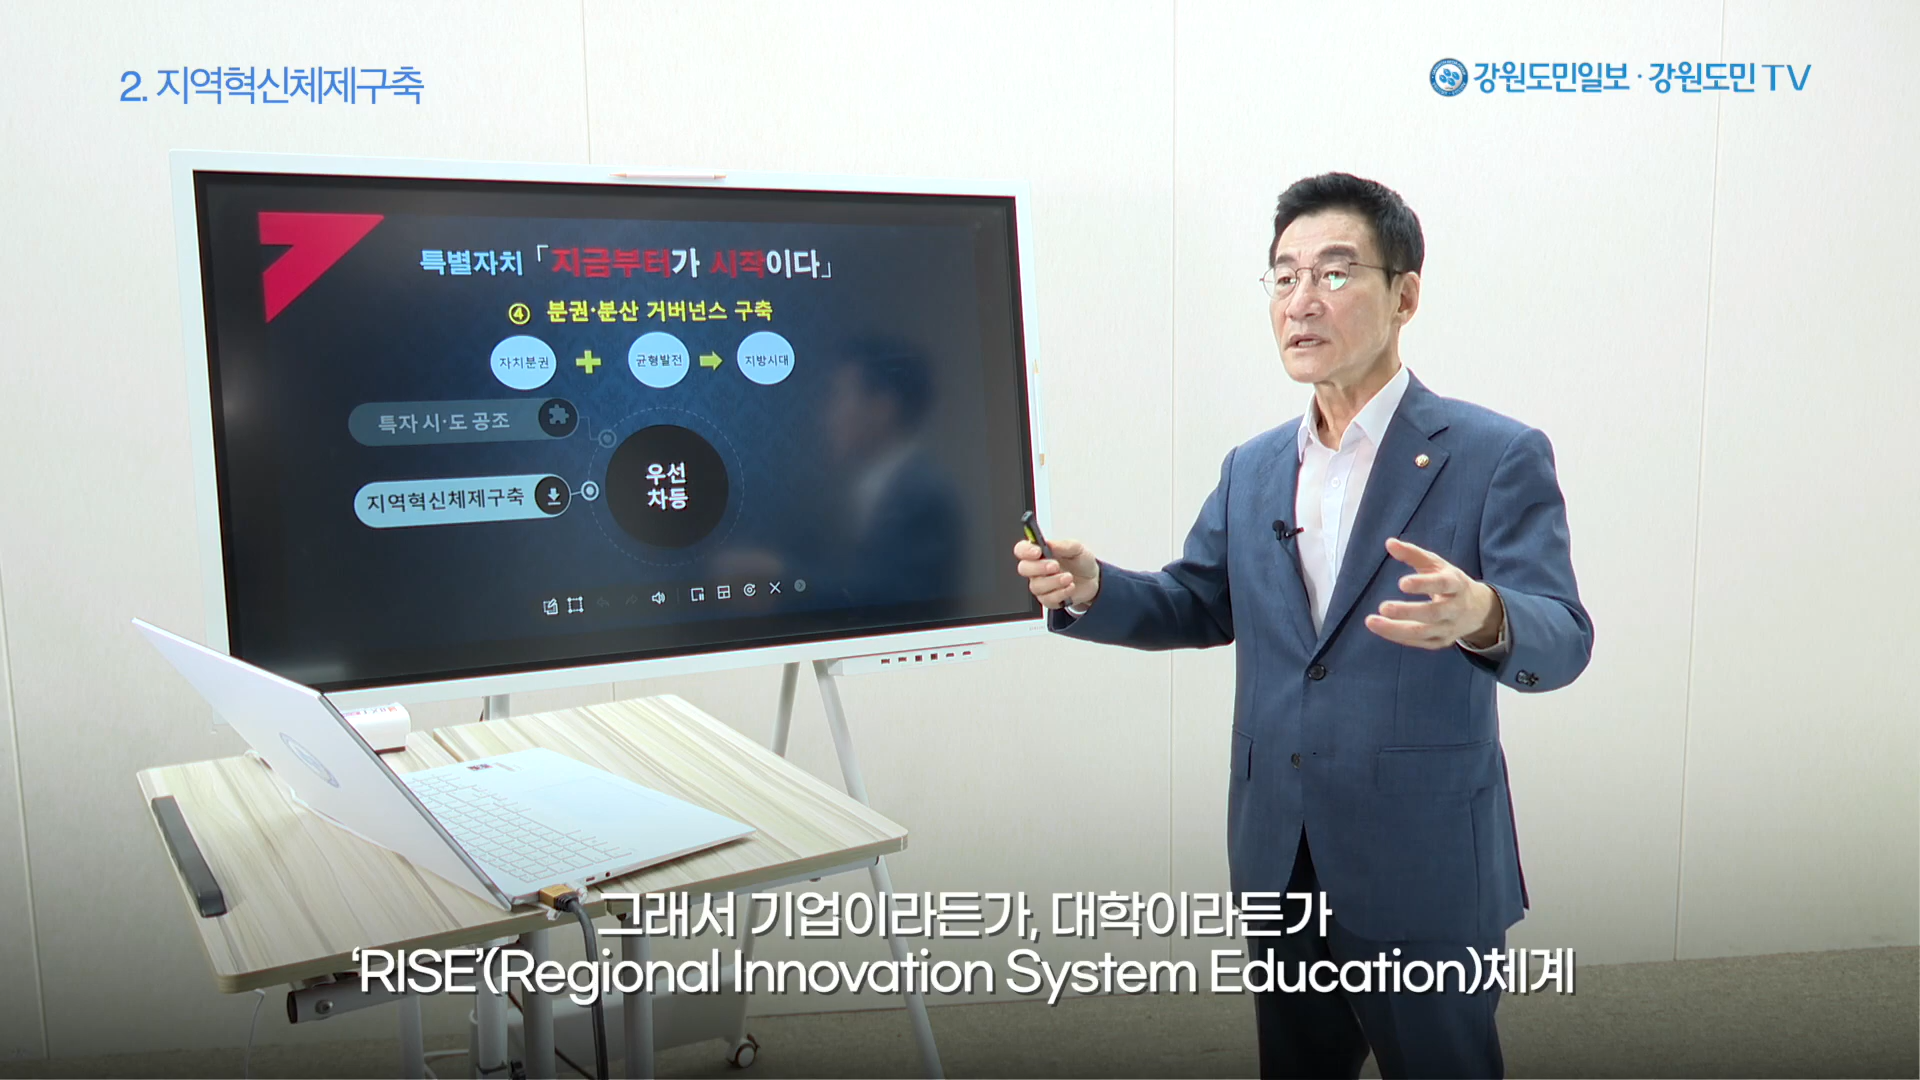 2. 지역혁신체제구축
강원도민일보 · 강원도민TV
특별자치「지금부터가 시작이다」
④ 분권·분산 거버넌스 구축
자치분권
균형발전
지방시대
특자 시·도 공조
지역혁신체제구축
우선
차등
그래서 기업이라든가, 대학이라든가
‘RISE’(Regional Innovation System Education)체계